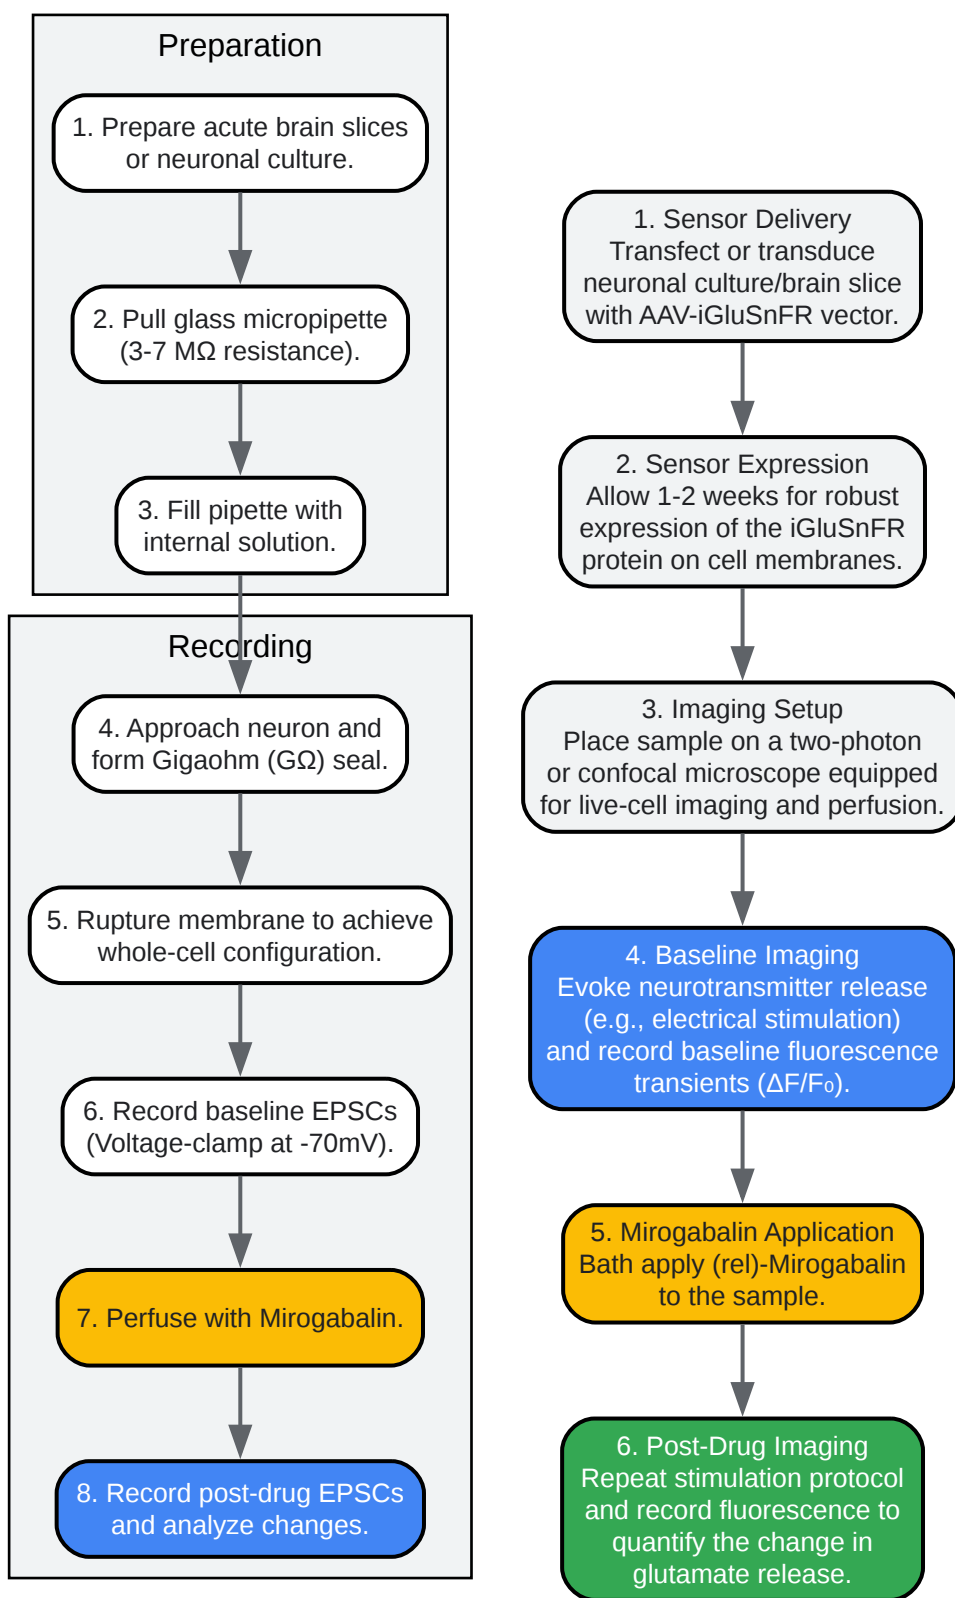 Preparation
1. Prepare acute brain slices
or neuronal culture.
2. Pull glass micropipette
(3-7 MΩ resistance).
3. Fill pipette with
internal solution.
Recording
4. Approach neuron and
form Gigaohm (GΩ) seal.
5. Rupture membrane to achieve
whole-cell configuration.
6. Record baseline EPSCs
(Voltage-clamp at -70mV).
7. Perfuse with Mirogabalin.
8. Record post-drug EPSCs
and analyze changes.
1. Sensor Delivery
Transfect or transduce
neuronal culture/brain slice
with AAV-iGluSnFR vector.
2. Sensor Expression
Allow 1-2 weeks for robust
expression of the iGluSnFR
protein on cell membranes.
3. Imaging Setup
Place sample on a two-photon
or confocal microscope equipped
for live-cell imaging and perfusion.
4. Baseline Imaging
Evoke neurotransmitter release
(e.g., electrical stimulation)
and record baseline fluorescence
transients (ΔF/F₀).
5. Mirogabalin Application
Bath apply (rel)-Mirogabalin
to the sample.
6. Post-Drug Imaging
Repeat stimulation protocol
and record fluorescence to
quantify the change in
glutamate release.